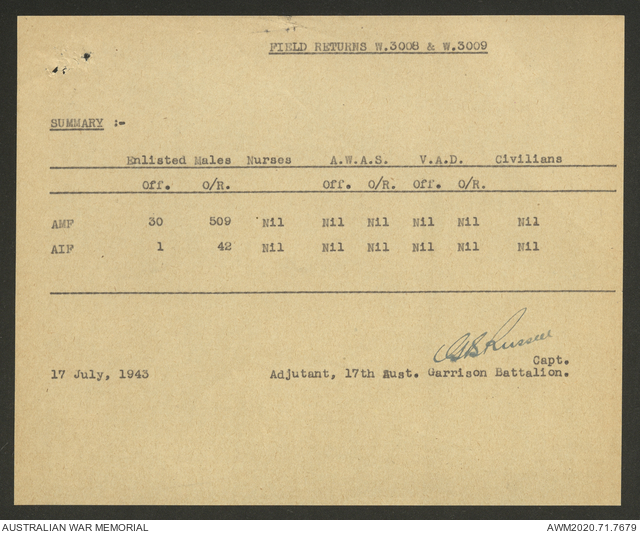 FIELD RETURNS W.3008 & W.3009
SUMMARY :-
Enlisted Males Nurses A.W.A.S. V.A.D. Civilians
Off. O/R. Off. O/R. Off. O/R.
AMF 30 509 Nil Nil Nil Nil Nil Nil
AIF 1 42 Nil Nil Nil Nil Nil Nil
Russell
Capt.
17 July, 1943 Adjutant, 17th Aust. Garrison Battalion.
AUSTRALIAN WAR MEMORIAL AWM2020.71.7679